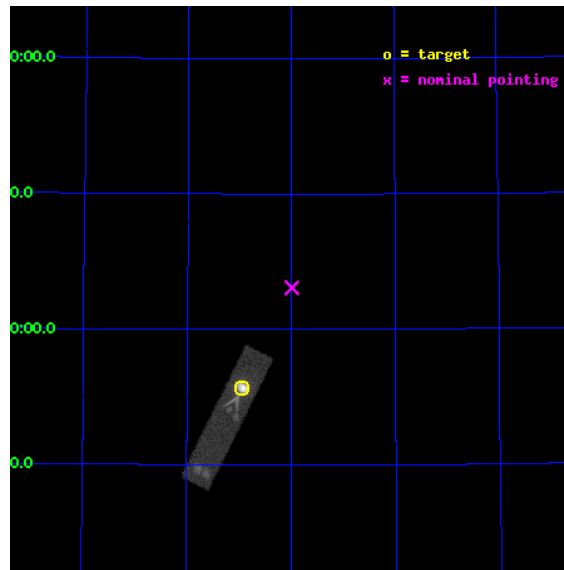 0:00.0
o = target
x = nominal pointing
0.0
0:00.0
0.0